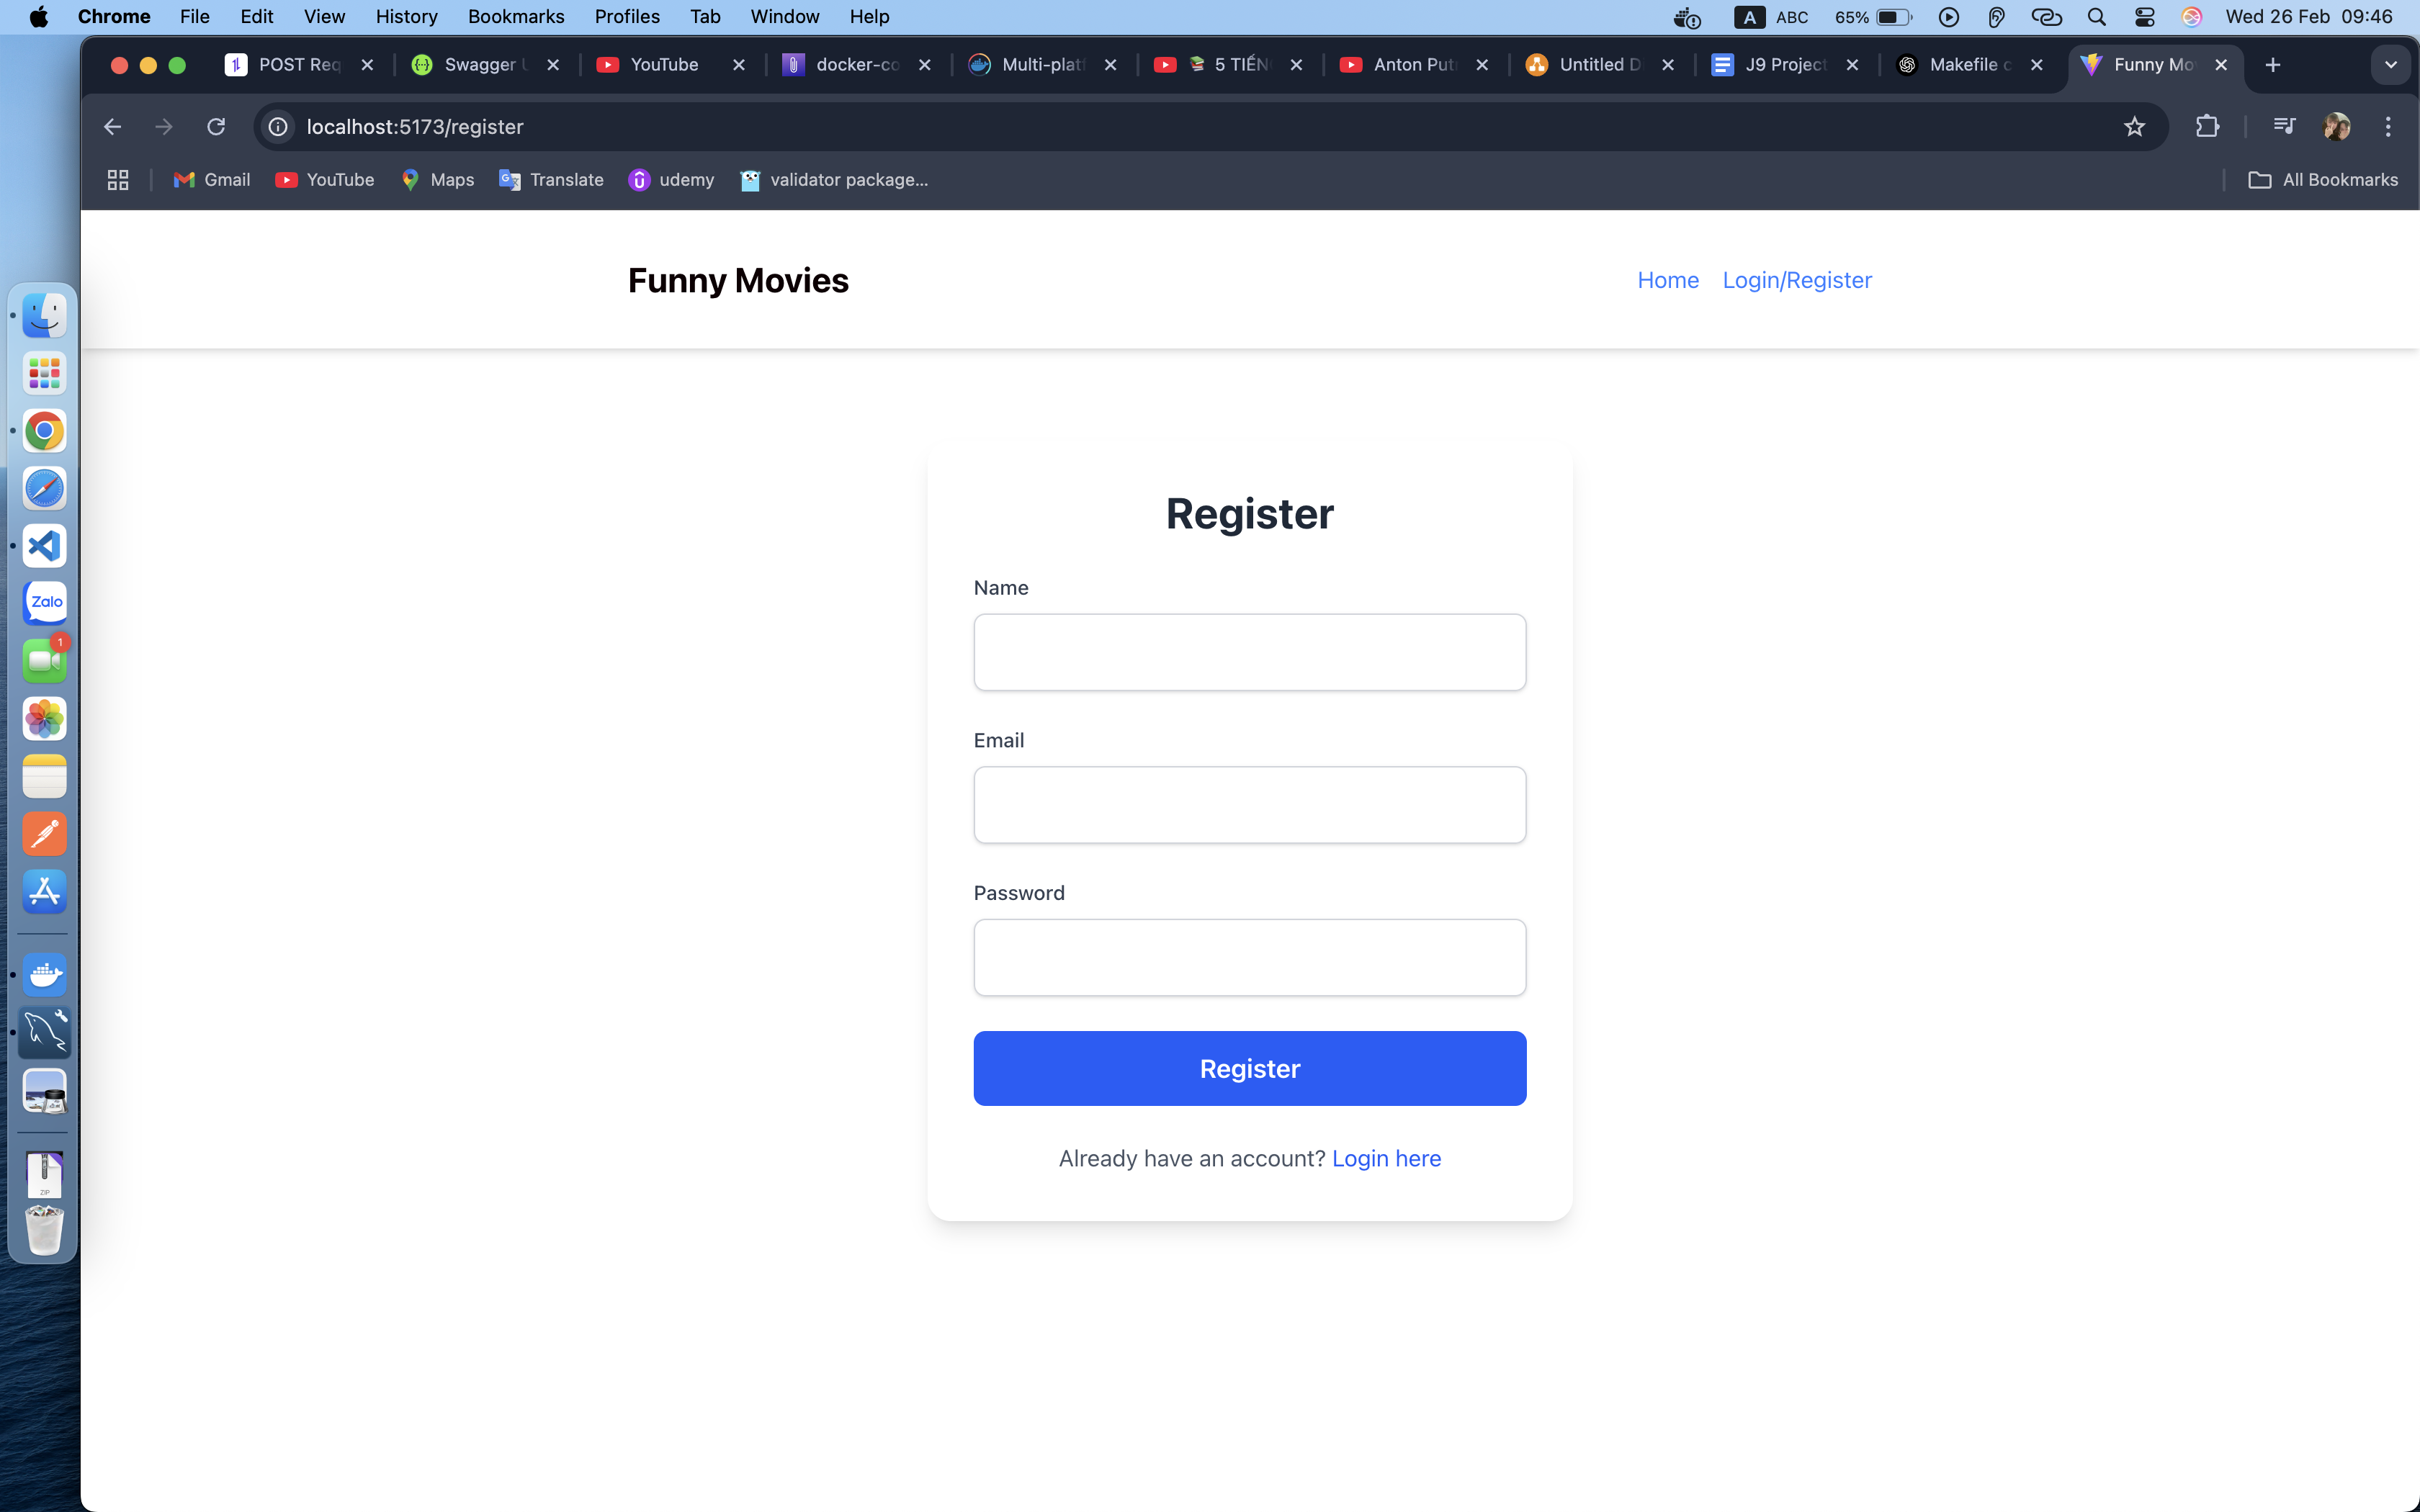 Chrome File Edit View History Bookmarks Profiles Tab Window Help A ABC 65% Wed 26 Feb 09:46
POST Req Swagger U YouTube docker-co Multi-platf 5 TIẾN Anton Put Untitled D J9 Project Makefile c Funny Mo
localhost:5173/register
Gmail YouTube Maps Translate udemy validator package... All Bookmarks
Funny Movies Home Login/Register
Register
Name
Email
Password
Register
Already have an account? Login here
Zalo
1
ZIP